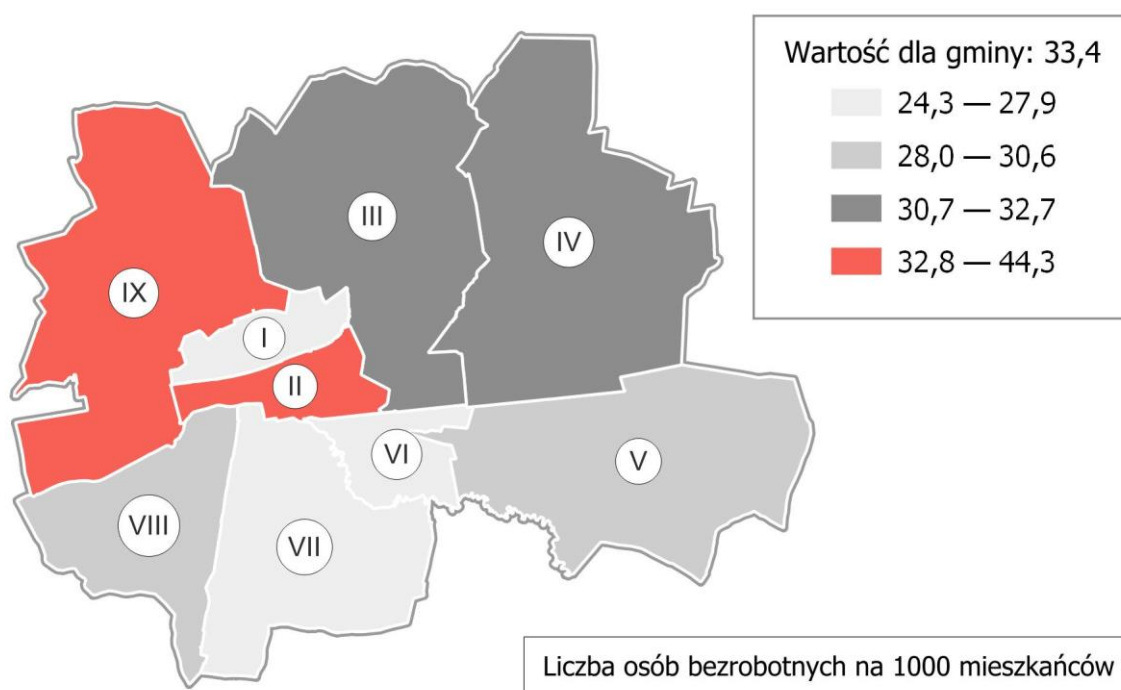 Wartość dla gminy: 33,4
24,3 — 27,9
28,0 — 30,6
30,7 — 32,7
32,8 — 44,3
III
IV
IX
I
II
VI
V
VIII
VII
Liczba osób bezrobotnych na 1000 mieszkańców